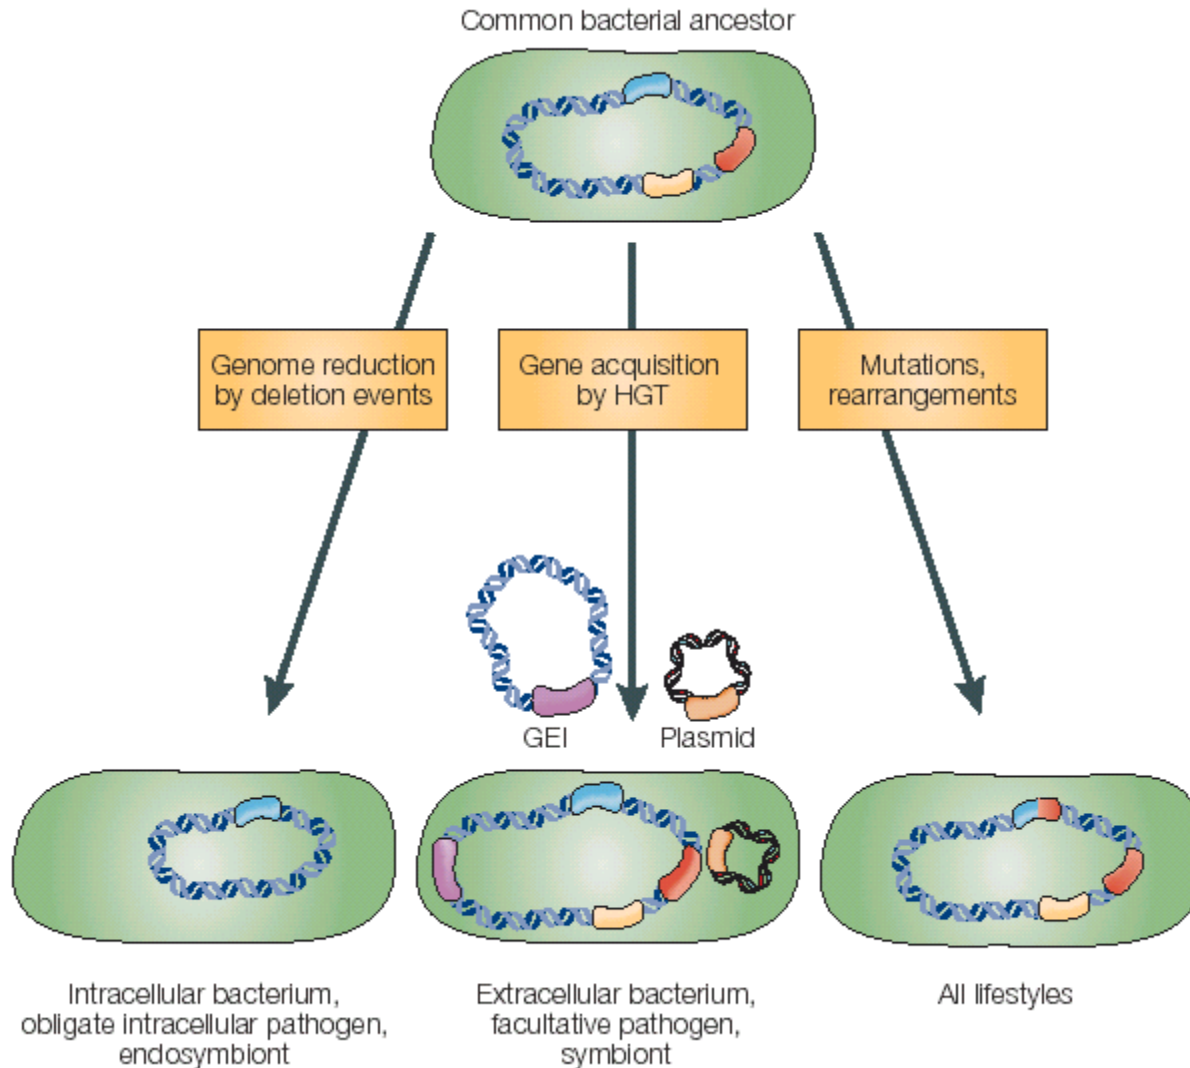 Common bacterial ancestor
Genome reduction
by deletion events
Gene acquisition
by HGT
Mutations,
rearrangements
GEI
Plasmid
Intracellular bacterium,
obligate intracellular pathogen,
endosymbiont
Extracellular bacterium,
facultative pathogen,
symbiont
All lifestyles